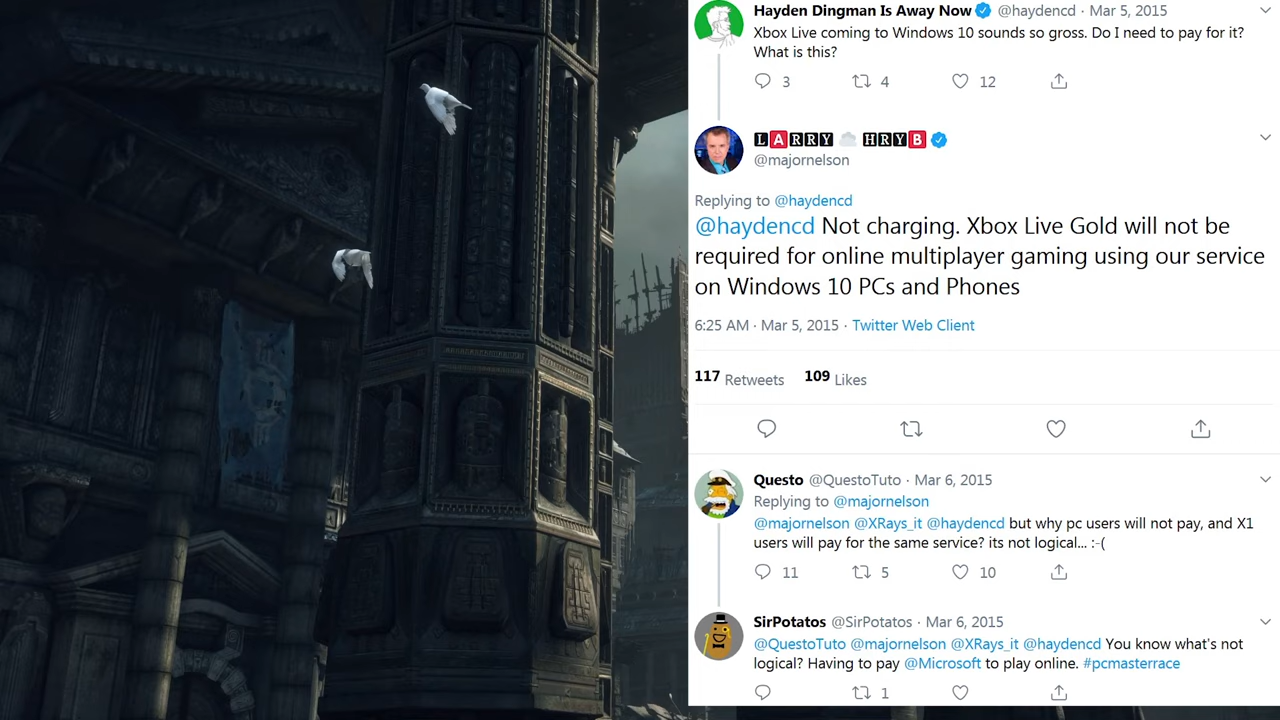 Hayden Dingman Is Away Now @haydencd · Mar 5, 2015
Xbox Live coming to Windows 10 sounds so gross. Do I need to pay for it?
What is this?
3 4 12
LARRY HRYB
@majornelson
Replying to @haydencd
@haydencd Not charging. Xbox Live Gold will not be
required for online multiplayer gaming using our service
on Windows 10 PCs and Phones
6:25 AM · Mar 5, 2015 · Twitter Web Client
117 Retweets 109 Likes
Questo @QuestoTuto · Mar 6, 2015
Replying to @majornelson
@majornelson @XRays_it @haydencd but why pc users will not pay, and X1
users will pay for the same service? its not logical... :-(
11 5 10
SirPotatos @SirPotatos · Mar 6, 2015
@QuestoTuto @majornelson @XRays_it @haydencd You know what's not
logical? Having to pay @Microsoft to play online. #pcmasterrace
1